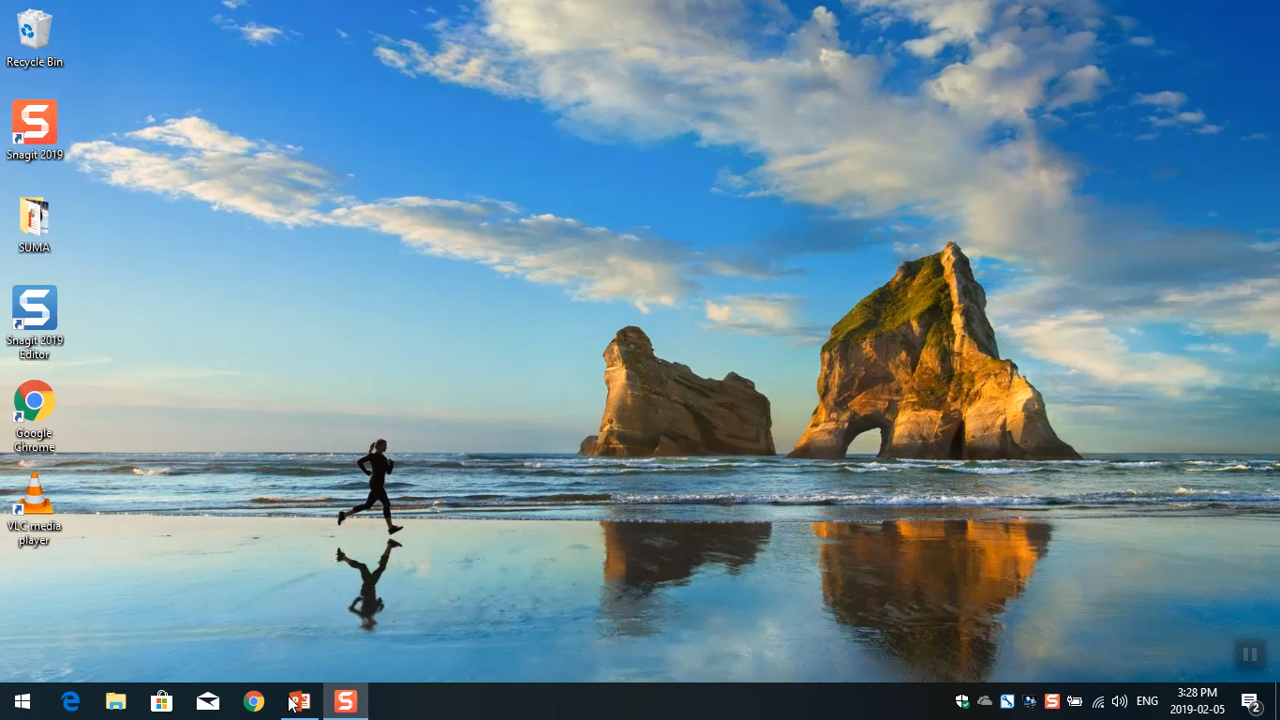 Recycle Bin
Snagit 2019
SUMA
Snagit 2019
Editor
Google
Chrome
VLC media
player
ENG
3:28 PM
2019-02-05
2